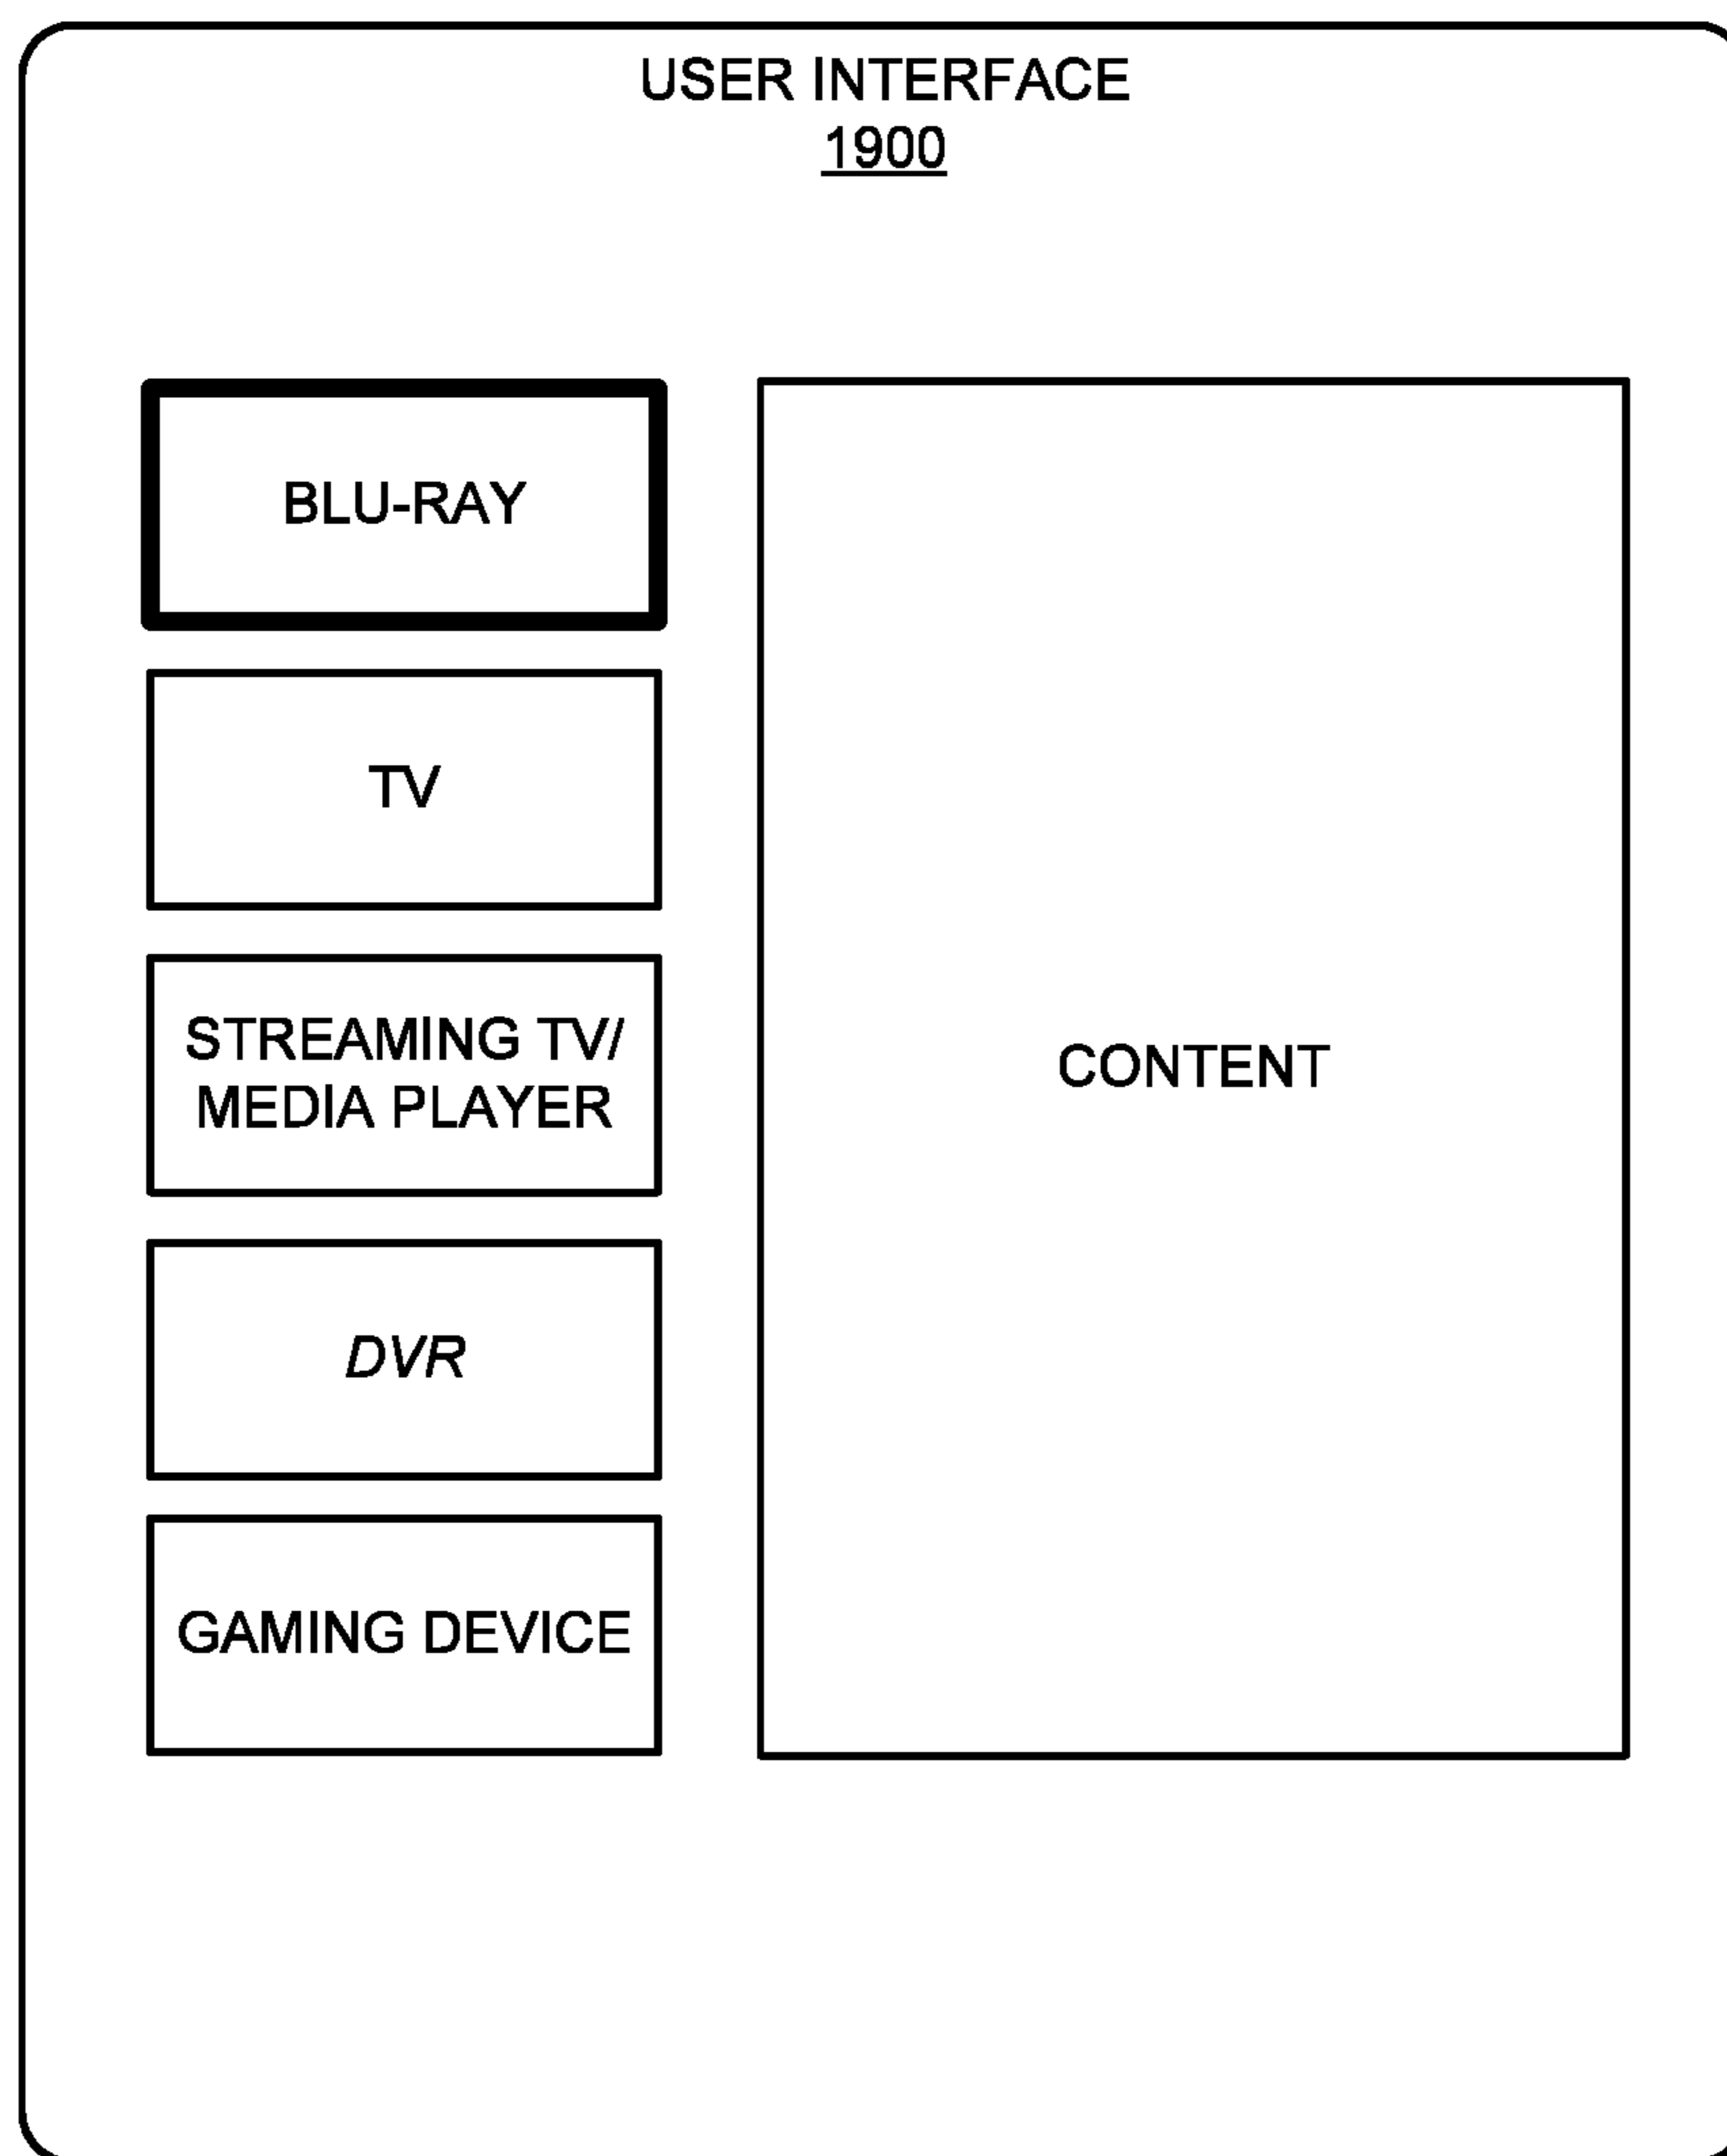 USER INTERFACE
1900
BLU-RAY
TV
STREAMING TV/
MEDIA PLAYER
DVR
GAMING DEVICE
CONTENT